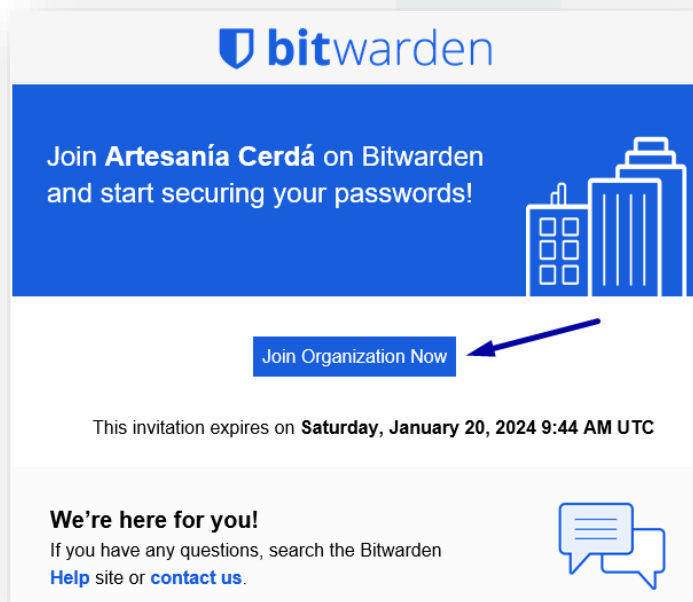 bitwarden
Join Artesanía Cerdá on Bitwarden
and start securing your passwords!
Join Organization Now
This invitation expires on Saturday, January 20, 2024 9:44 AM UTC
We're here for you!
If you have any questions, search the Bitwarden
Help site or contact us.